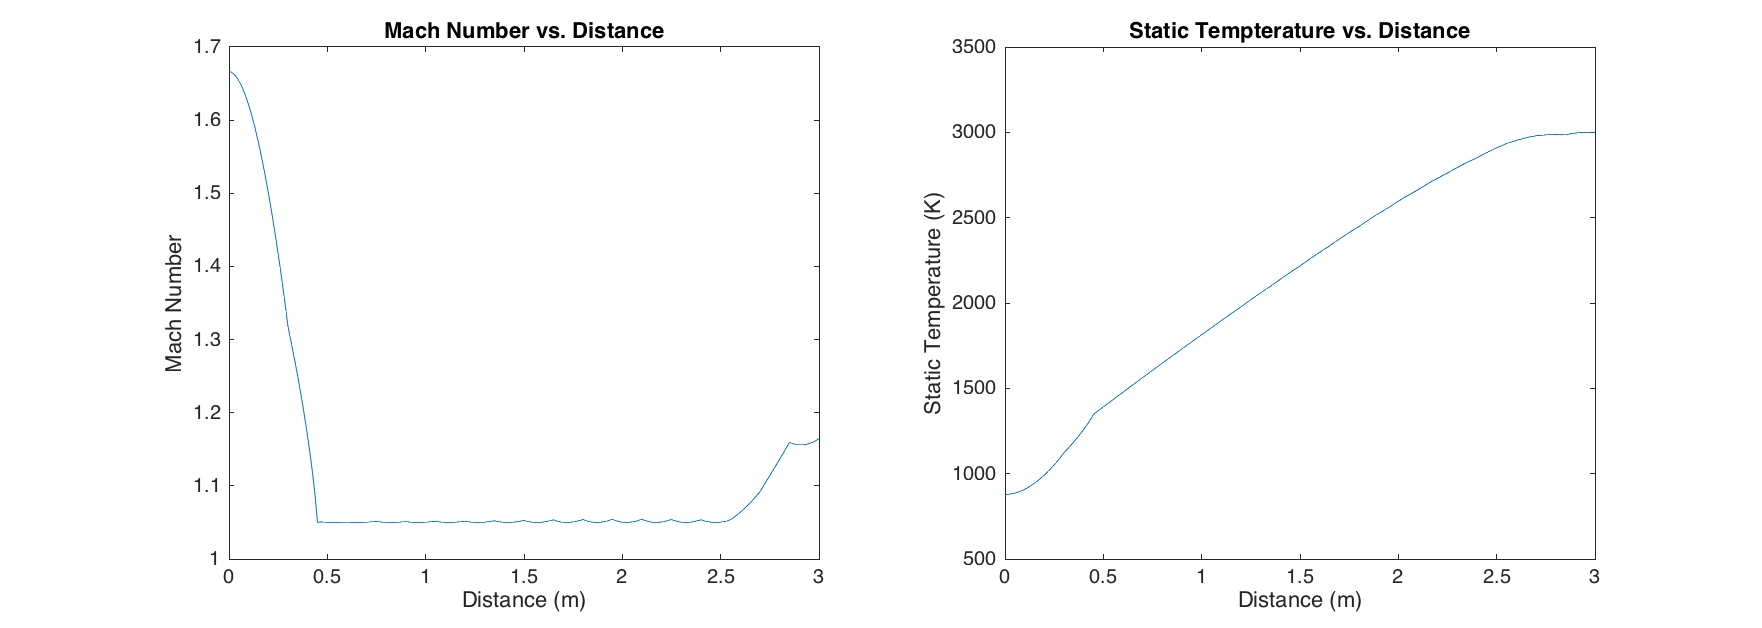 Mach Number vs. Distance
1.7
1.6
1.5
1.4
1.3
1.2
1.1
1
Mach Number
0 0.5 1 1.5 2 2.5 3
Distance (m)
Static Tempterature vs. Distance
3500
3000
2500
2000
1500
1000
500
Static Temperature (K)
0 0.5 1 1.5 2 2.5 3
Distance (m)